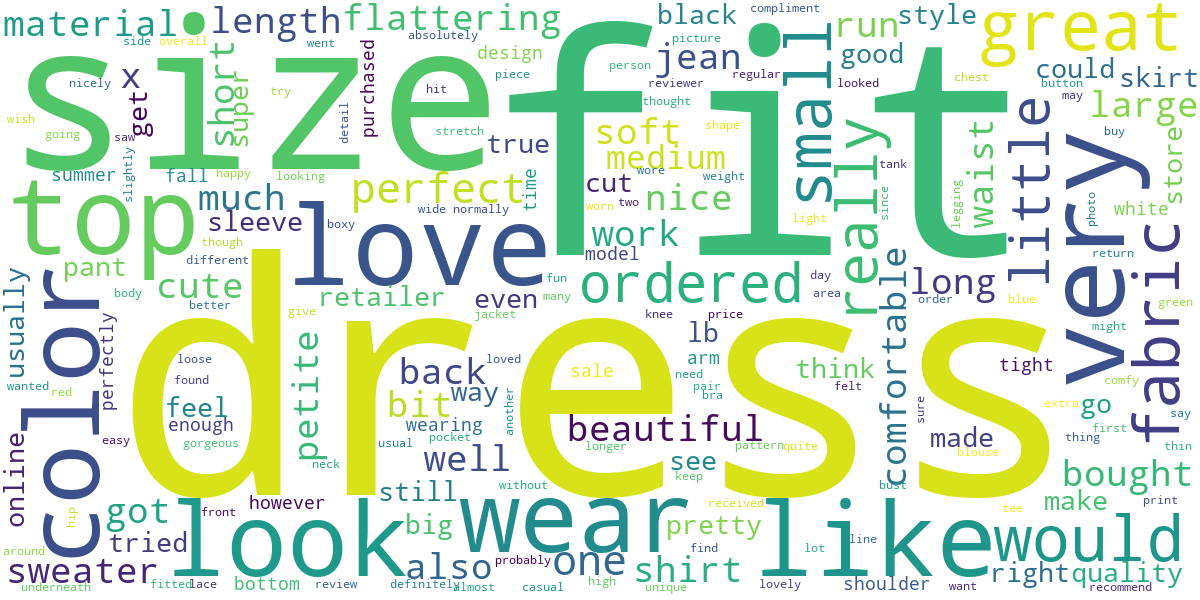 material
length
flattering
black
compliment
run
style
great
side
overall
went
absolutely
picture
jean
good
could
skirt
size
fit
small
short
super
design
piece
person
reviewer
regular
looked
chest
button
may
large
nicely
x
get
purchased
try
hit
detail
thought
wish
going
saw
stretch
true
soft
shape
medium
little
very
buy
store
summer
slightly
fall
happy
looking
perfect
time
cut
wore
weight
two
worn
nice
tank
since
legging
waist
white
photo
top
much
sleeve
love
wide
normally
boxy
work
light
really
return
fabric
though
different
model
pant
body
cute
better
retailer
even
fun
many
ordered
day
area
comfortable
long
order
blue
green
usually
color
perfectly
give
jacket
knee
price
lb
might
dress
petite
loose
found
back
loved
arm
need
pair
bra
sale
think
felt
tight
comfy
extra
go
say
first
wanted
red
feel
enough
way
bit
wearing
another
sure
thing
thin
online
easy
gorgeous
usual
pocket
beautiful
longer
pattern
quite
made
blouse
neck
well
without
see
keep
bust
bought
hip
got
front
however
still
look
wear
received
like
tee
make
print
tried
big
pretty
would
around
sweater
also
probably
one
find
lot
line
shirt
right
quality
underneath
fitted
lace
bottom
review
definitely
almost
casual
high
unique
lovely
shoulder
want
recommend